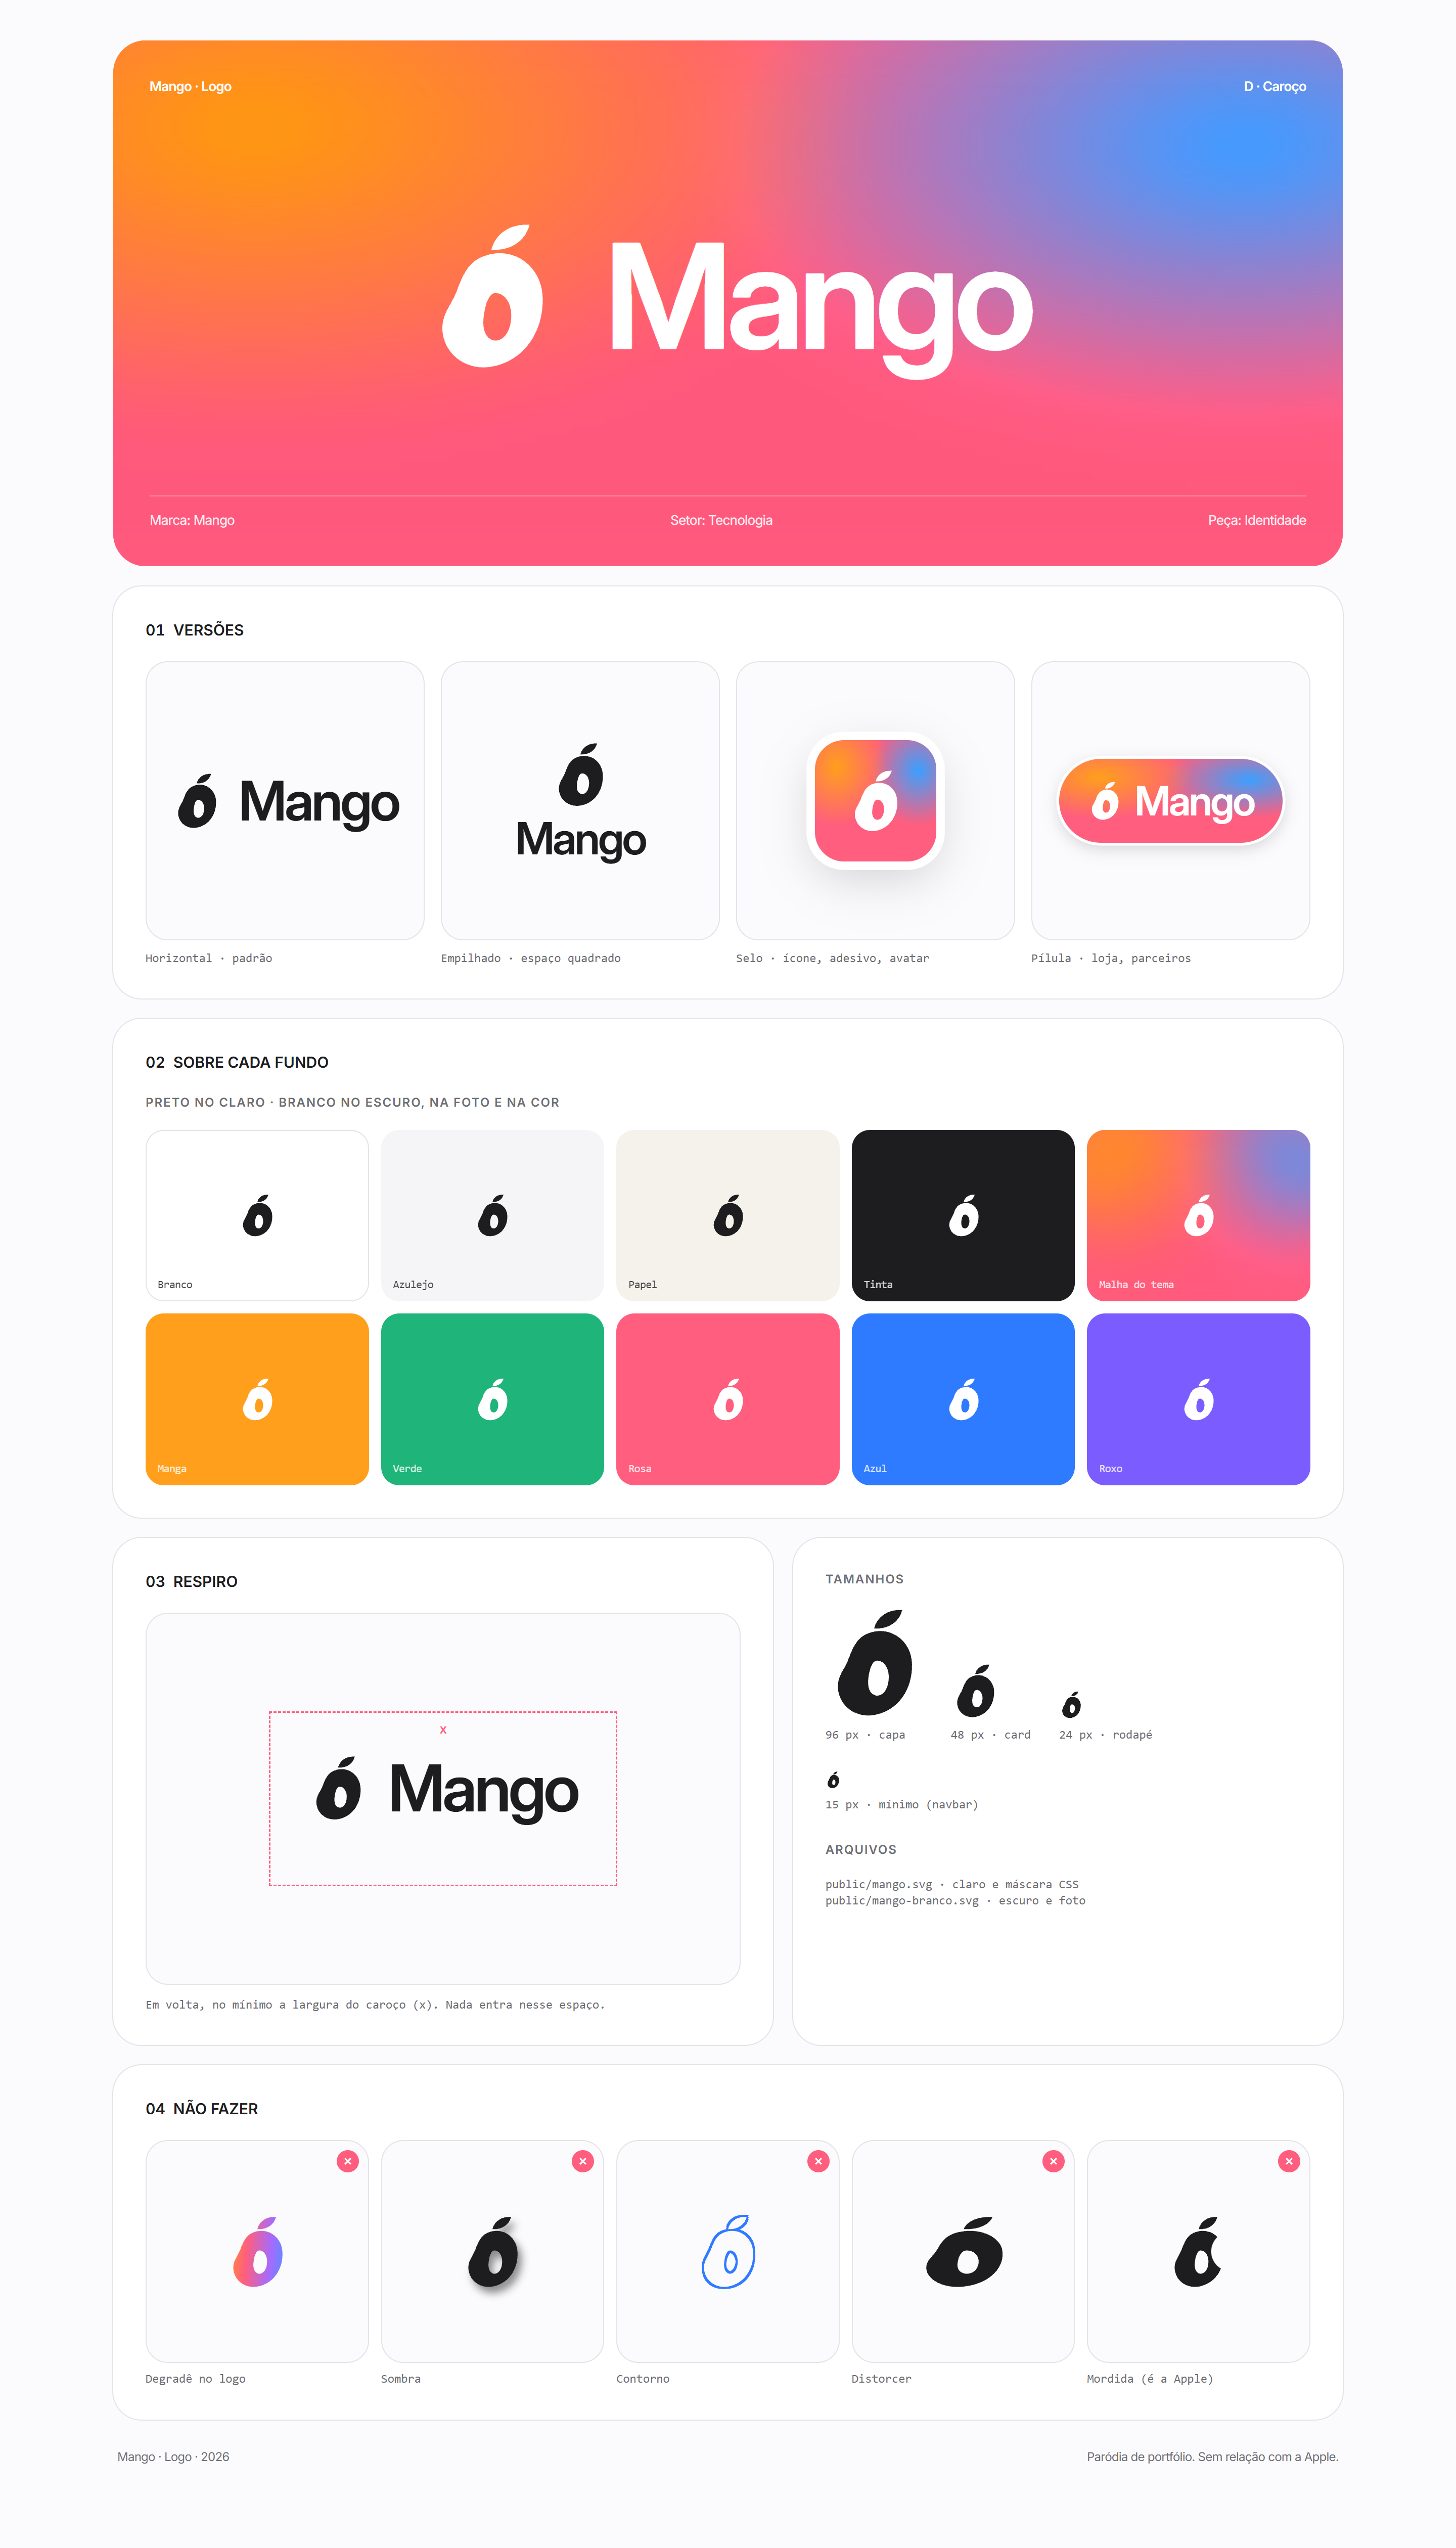 Mango · Logo
D · Caroço
Mango
Marca: Mango
Setor: Tecnologia
Peça: Identidade
01 VERSÕES
Mango
Mango
Mango
Horizontal · padrão
Empilhado · espaço quadrado
Selo · ícone, adesivo, avatar
Pílula · loja, parceiros
02 SOBRE CADA FUNDO
PRETO NO CLARO · BRANCO NO ESCURO, NA FOTO E NA COR
Branco
Azulejo
Papel
Tinta
Malha do tema
Manga
Verde
Rosa
Azul
Roxo
03 RESPIRO
x
Mango
Em volta, no mínimo a largura do caroço (x). Nada entra nesse espaço.
TAMANHOS
96 px · capa
48 px · card
24 px · rodapé
15 px · mínimo (navbar)
ARQUIVOS
public/mango.svg · claro e máscara CSS
public/mango-branco.svg · escuro e foto
04 NÃO FAZER
Degradê no logo
Sombra
Contorno
Distorcer
Mordida (é a Apple)
Mango · Logo · 2026
Paródia de portfólio. Sem relação com a Apple.